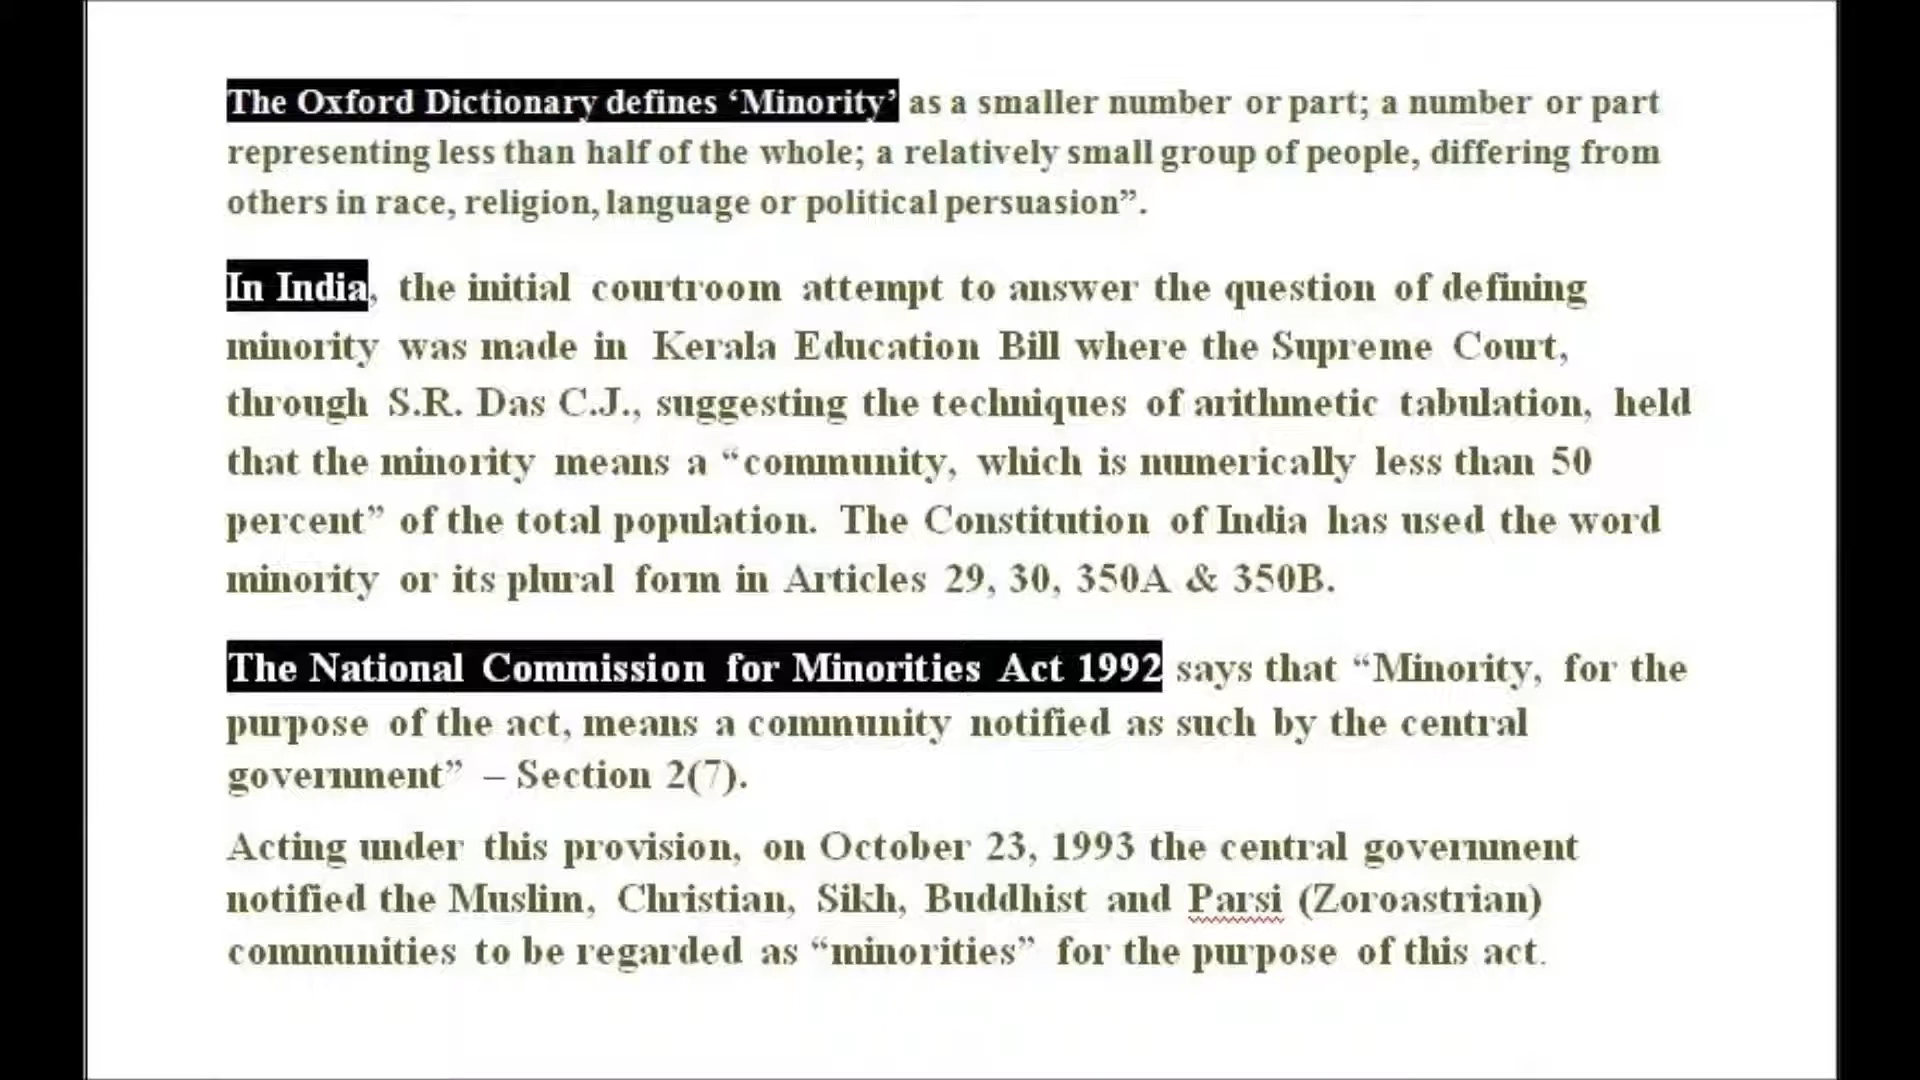 The Oxford Dictionary defines ‘Minority’ as a smaller number or part; a number or part
representing less than half of the whole; a relatively small group of people, differing from
others in race, religion, language or political persuasion”.
In India, the initial courtroom attempt to answer the question of defining
minority was made in Kerala Education Bill where the Supreme Court,
through S.R. Das C.J., suggesting the techniques of arithmetic tabulation, held
that the minority means a “community, which is numerically less than 50
percent” of the total population. The Constitution of India has used the word
minority or its plural form in Articles 29, 30, 350A & 350B.
The National Commission for Minorities Act 1992 says that “Minority, for the
purpose of the act, means a community notified as such by the central
government” – Section 2(7).
Acting under this provision, on October 23, 1993 the central government
notified the Muslim, Christian, Sikh, Buddhist and Parsi (Zoroastrian)
communities to be regarded as “minorities” for the purpose of this act.